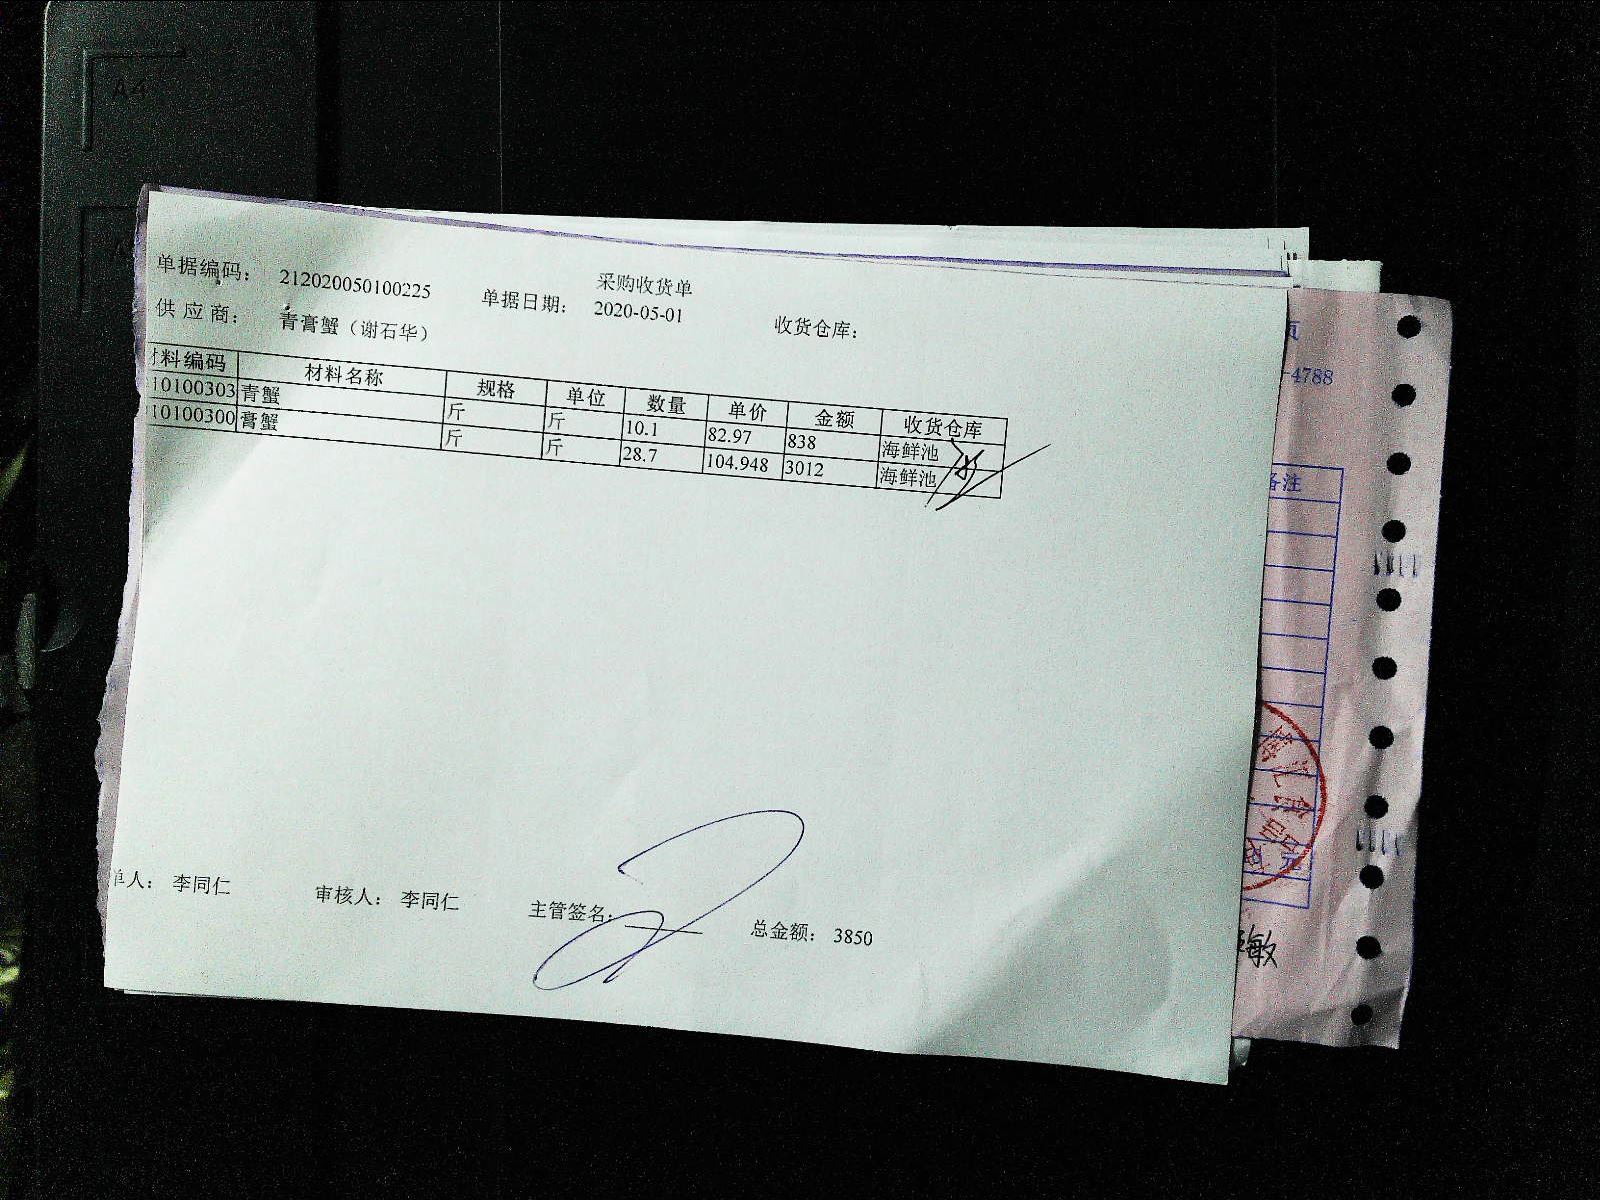 采购收货单
单据编码： 212020050100225 单据日期： 2020-05-01 收货仓库：
供应商： 青膏蟹（谢石华）
材料编码 材料名称 规格 单位 数量 单价 金额 收货仓库
10100303 青蟹 斤 斤 10.1 82.97 838 海鲜池
10100300 膏蟹 斤 斤 28.7 104.948 3012 海鲜池
单人： 李同仁 审核人： 李同仁 主管签名： 总金额： 3850
页
-4788
备注
元
敏
A4